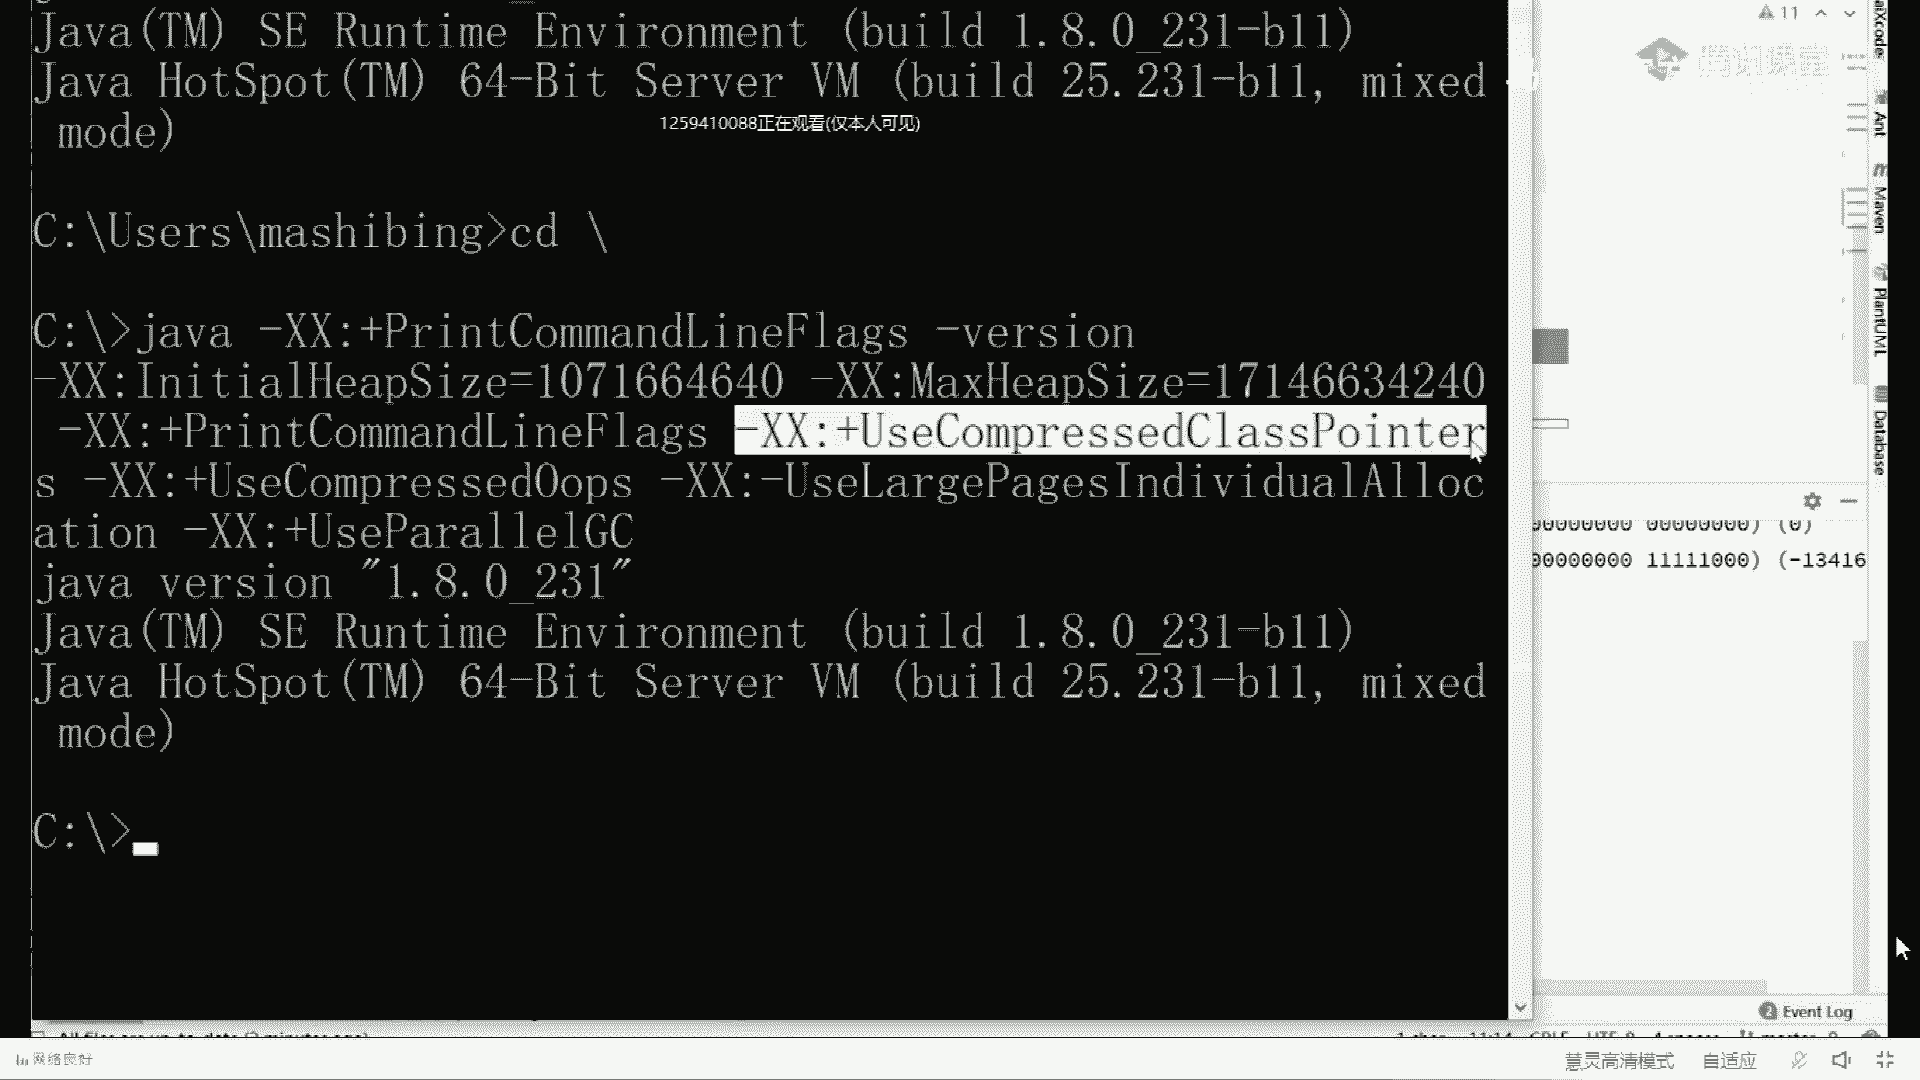 Java(TM) SE Runtime Environment (build 1.8.0_231-b11)
11
Java HotSpot(TM) 64-Bit Server VM (build 25.231-b11, mixed
mode)
1259410088正在观看(仅本人可见)
腾讯课堂
Ant
Maven
PlantUML
Database
C:\Users\mashibing>cd \
C:\>java -XX:+PrintCommandLineFlags -version
-XX:InitialHeapSize=1071664640 -XX:MaxHeapSize=17146634240
-XX:+PrintCommandLineFlags -XX:+UseCompressedClassPointer
s -XX:+UseCompressedOops -XX:-UseLargePagesIndividualAlloc
ation -XX:+UseParallelGC
java version "1.8.0_231"
Java(TM) SE Runtime Environment (build 1.8.0_231-b11)
Java HotSpot(TM) 64-Bit Server VM (build 25.231-b11, mixed
mode)
C:\>
00000000 00000000) (0)
00000000 11111000) (-13416
Event Log
网络良好
慧灵高清模式
自适应